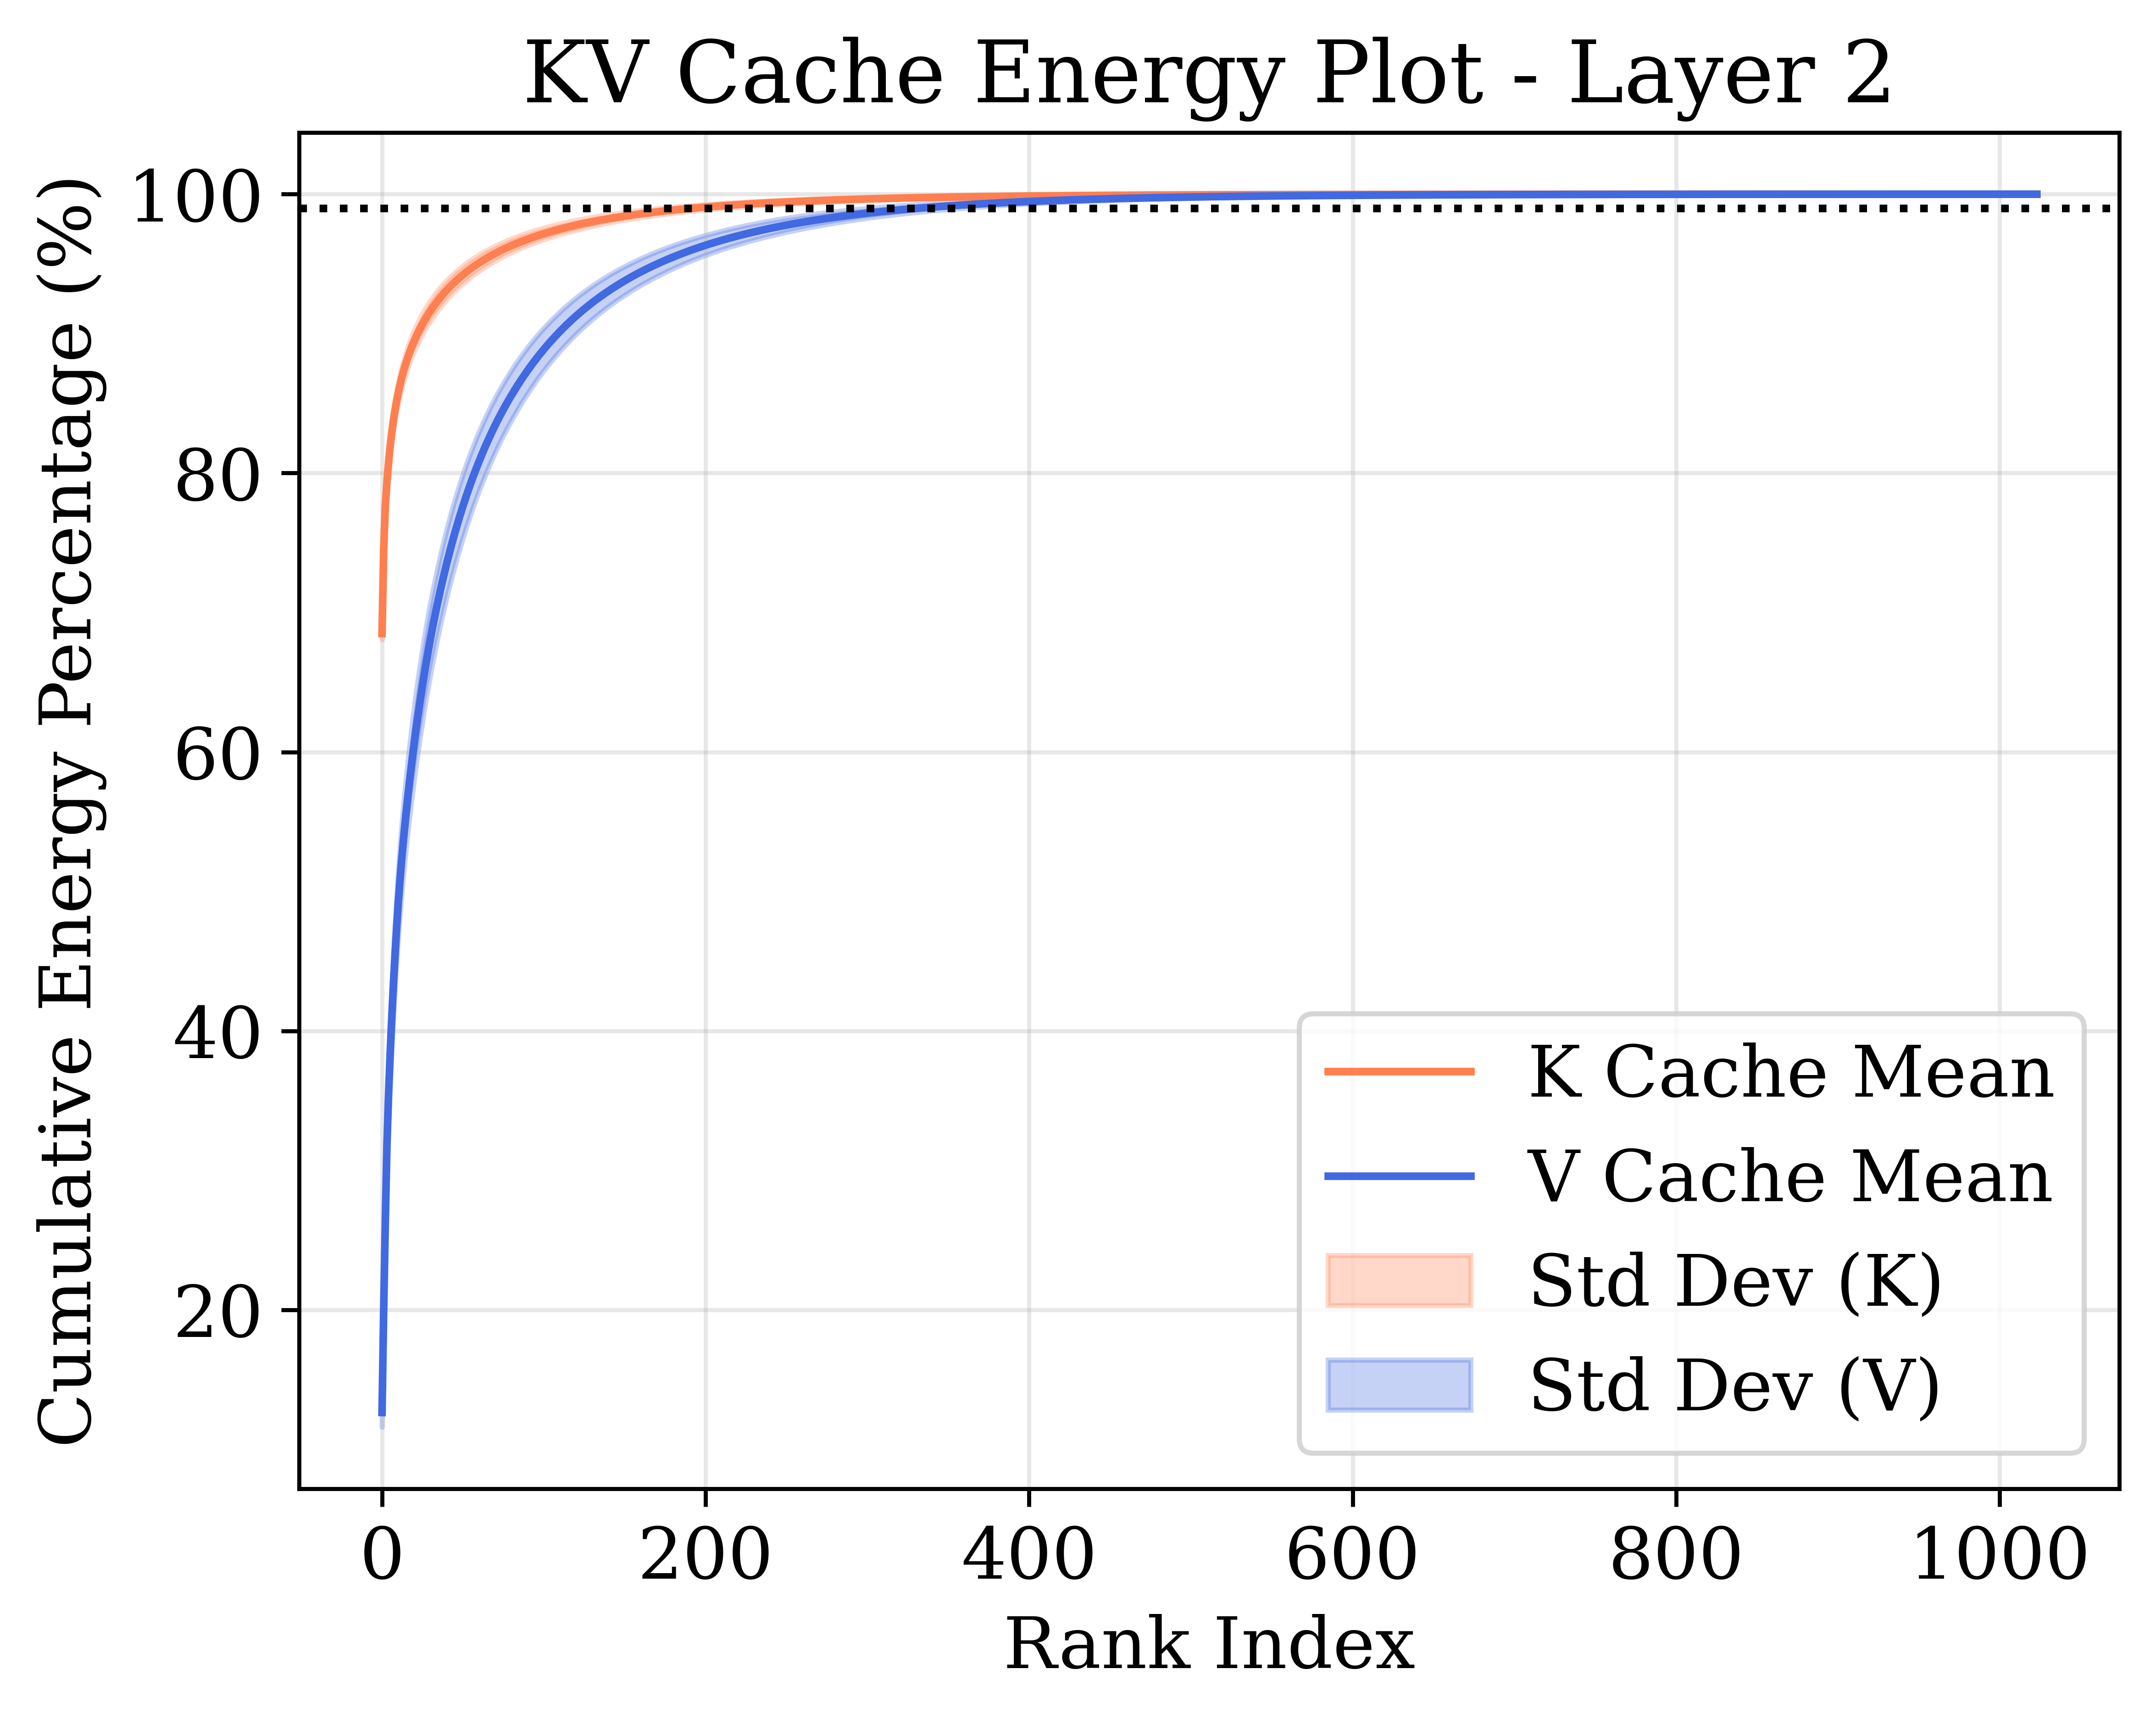 KV Cache Energy Plot - Layer 2
Cumulative Energy Percentage (%)
100
80
60
40
20
K Cache Mean
V Cache Mean
Std Dev (K)
Std Dev (V)
0 200 400 600 800 1000
Rank Index